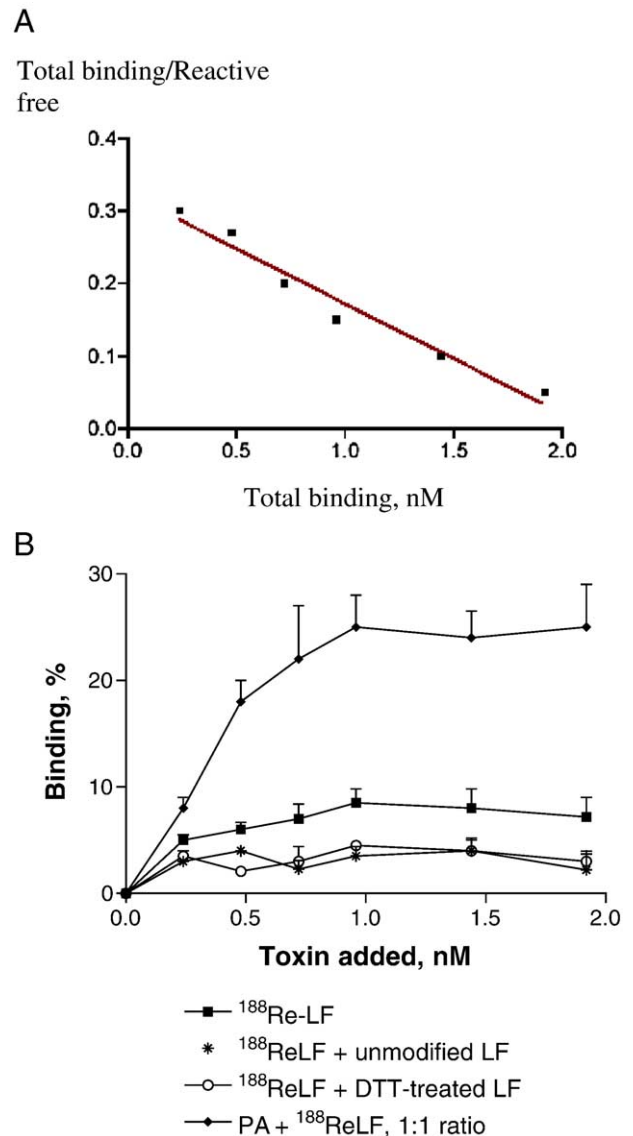 A
Total binding/Reactive
free
0.4
0.3
0.2
0.1
0.0
0.0 0.5 1.0 1.5 2.0
Total binding, nM
B
30
20
10
0
Binding, %
0.0 0.5 1.0 1.5 2.0
Toxin added, nM
¹⁸⁸Re-LF
¹⁸⁸ReLF + unmodified LF
¹⁸⁸ReLF + DTT-treated LF
PA + ¹⁸⁸ReLF, 1:1 ratio